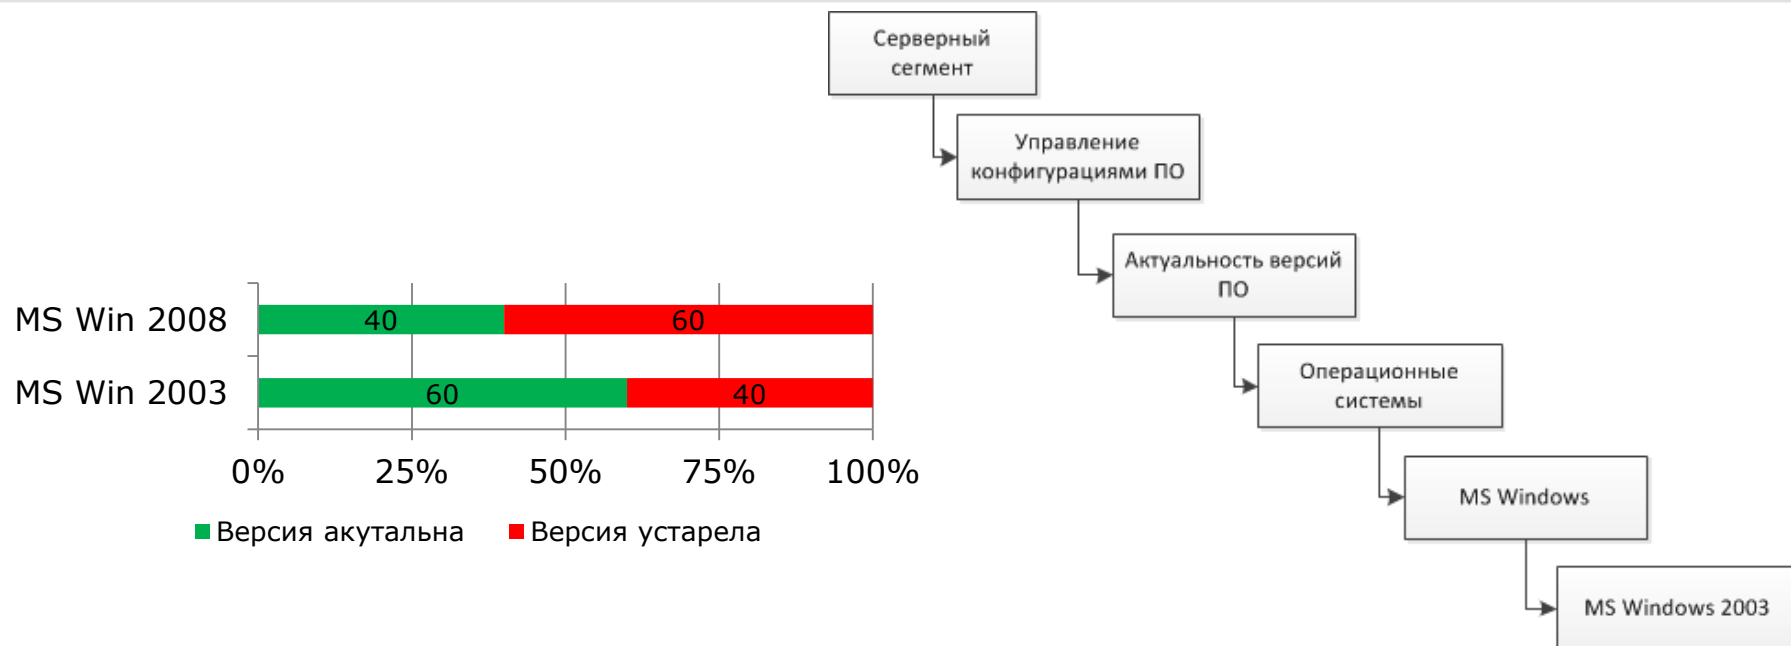 Серверный
сегмент
Управление
конфигурациями ПО
Актуальность версий
ПО
Операционные
системы
MS Windows
MS Windows 2003
MS Win 2008
40
60
MS Win 2003
60
40
0%
25%
50%
75%
100%
Версия акутальна
Версия устарела